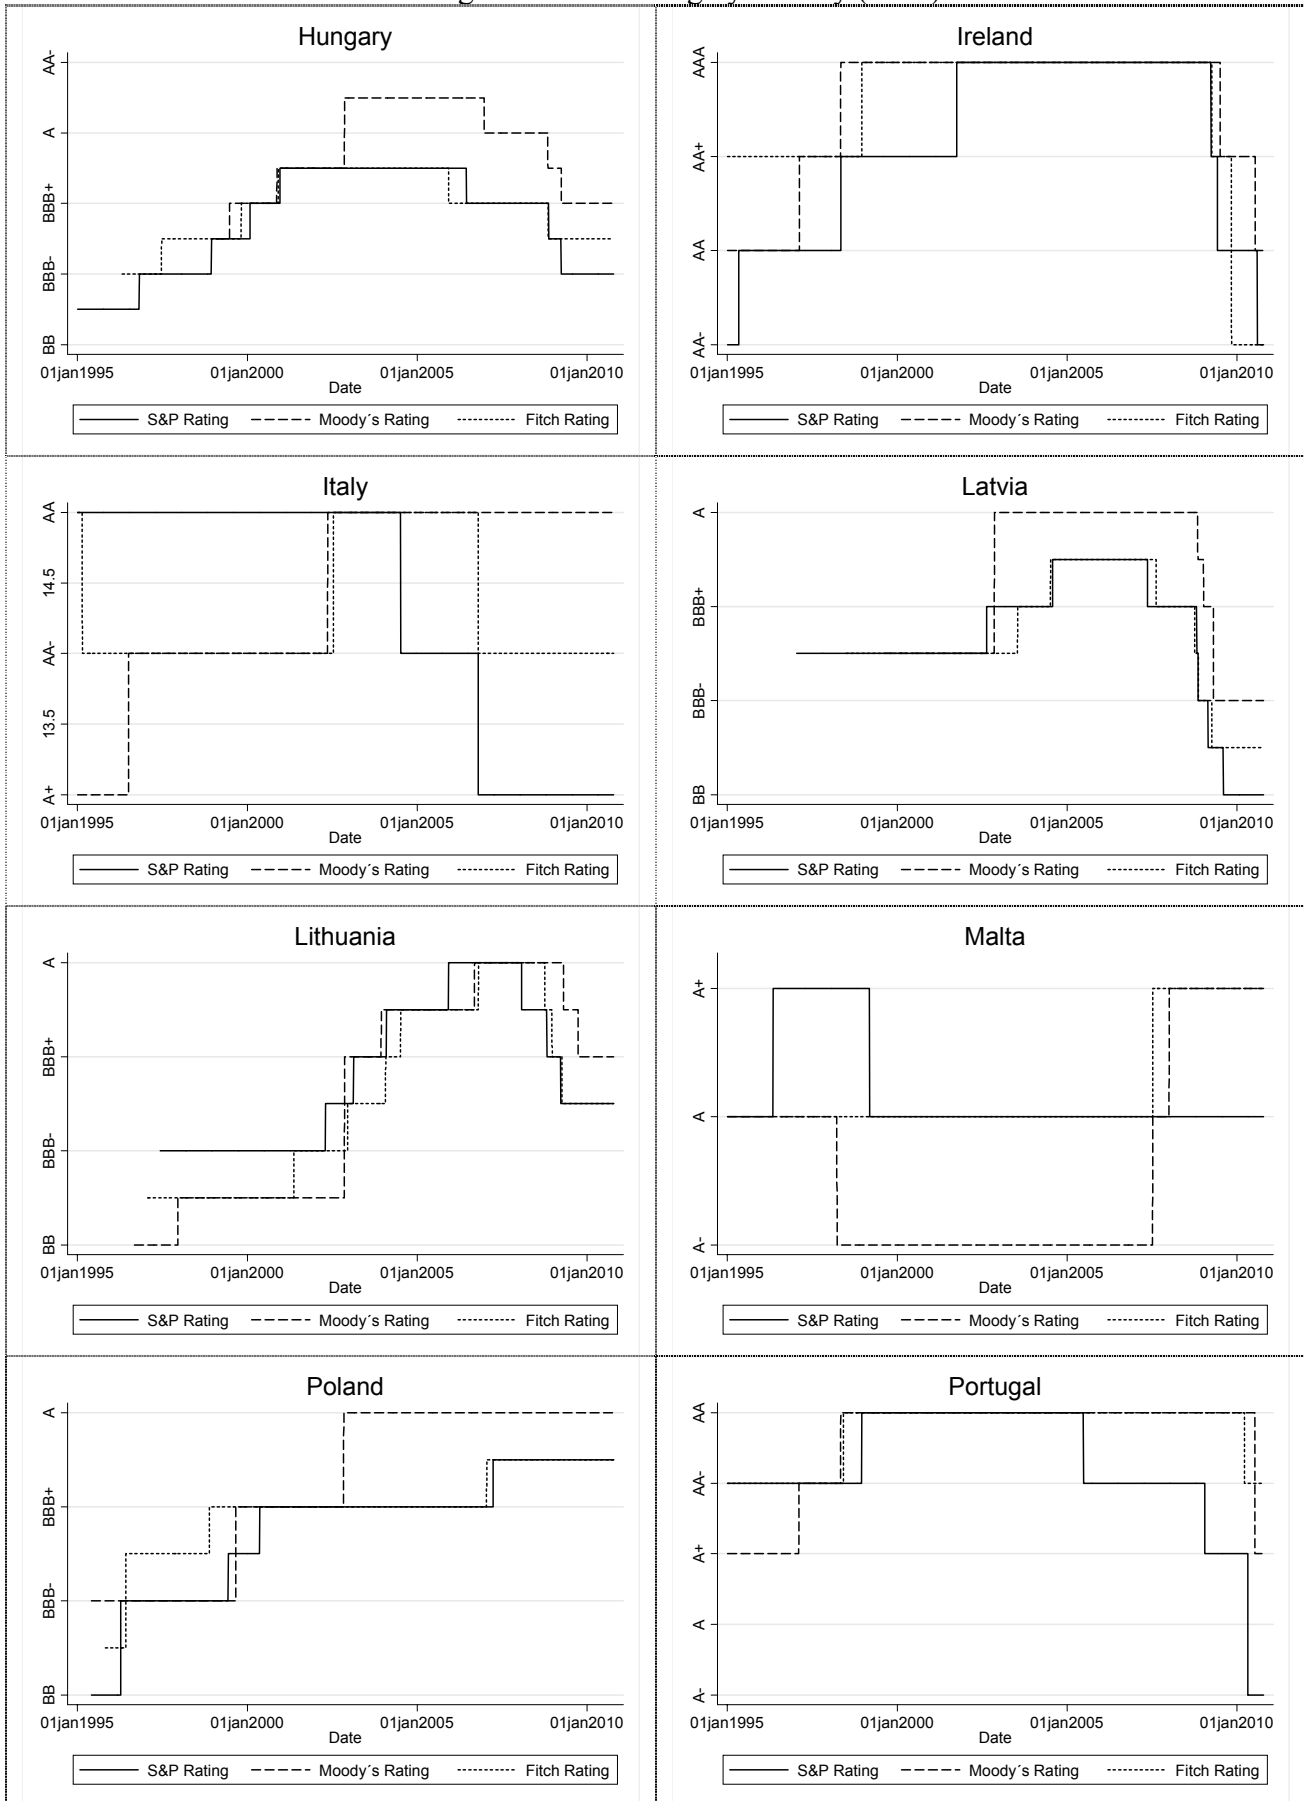 Hungary
AA-
A
BBB+
BBB-
BB
01jan1995 01jan2000 01jan2005 01jan2010
Date
S&P Rating Moody´s Rating Fitch Rating
Ireland
AAA
AA+
AA
AA-
01jan1995 01jan2000 01jan2005 01jan2010
Date
S&P Rating Moody´s Rating Fitch Rating
Italy
AA
14.5
AA-
13.5
A+
01jan1995 01jan2000 01jan2005 01jan2010
Date
S&P Rating Moody´s Rating Fitch Rating
Latvia
A
BBB+
BBB-
BB
01jan1995 01jan2000 01jan2005 01jan2010
Date
S&P Rating Moody´s Rating Fitch Rating
Lithuania
A
BBB+
BBB-
BB
01jan1995 01jan2000 01jan2005 01jan2010
Date
S&P Rating Moody´s Rating Fitch Rating
Malta
A+
A
A-
01jan1995 01jan2000 01jan2005 01jan2010
Date
S&P Rating Moody´s Rating Fitch Rating
Poland
A
BBB+
BBB-
BB
01jan1995 01jan2000 01jan2005 01jan2010
Date
S&P Rating Moody´s Rating Fitch Rating
Portugal
AA
AA-
A+
A
A-
01jan1995 01jan2000 01jan2005 01jan2010
Date
S&P Rating Moody´s Rating Fitch Rating